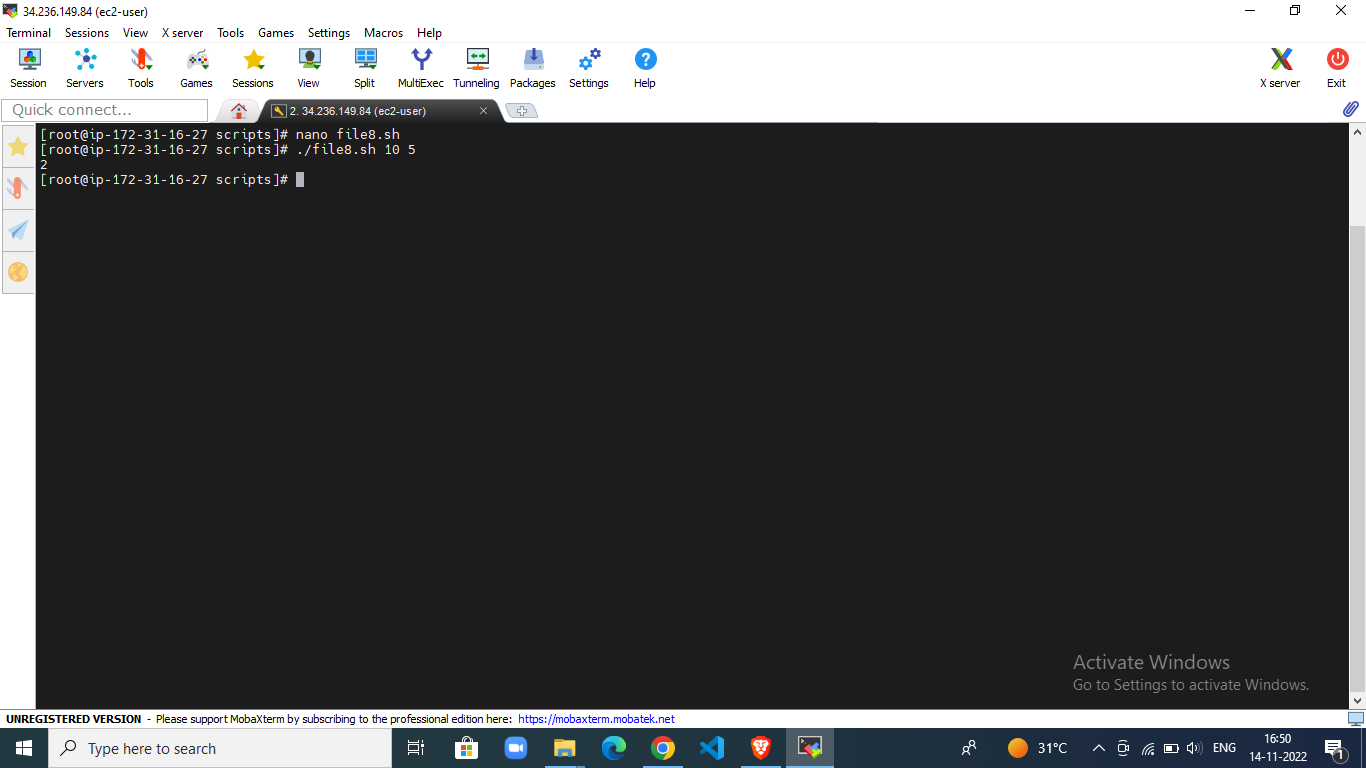 34.236.149.84 (ec2-user)
Terminal Sessions View X server Tools Games Settings Macros Help
Session Servers Tools Games Sessions View Split MultiExec Tunneling Packages Settings Help X server Exit
Quick connect... 2. 34.236.149.84 (ec2-user)
[root@ip-172-31-16-27 scripts]# nano file8.sh
[root@ip-172-31-16-27 scripts]# ./file8.sh 10 5
2
[root@ip-172-31-16-27 scripts]#
Activate Windows
Go to Settings to activate Windows.
UNREGISTERED VERSION - Please support MobaXterm by subscribing to the professional edition here: https://mobaxterm.mobatek.net
Type here to search 31°C ENG 16:50
14-11-2022 1